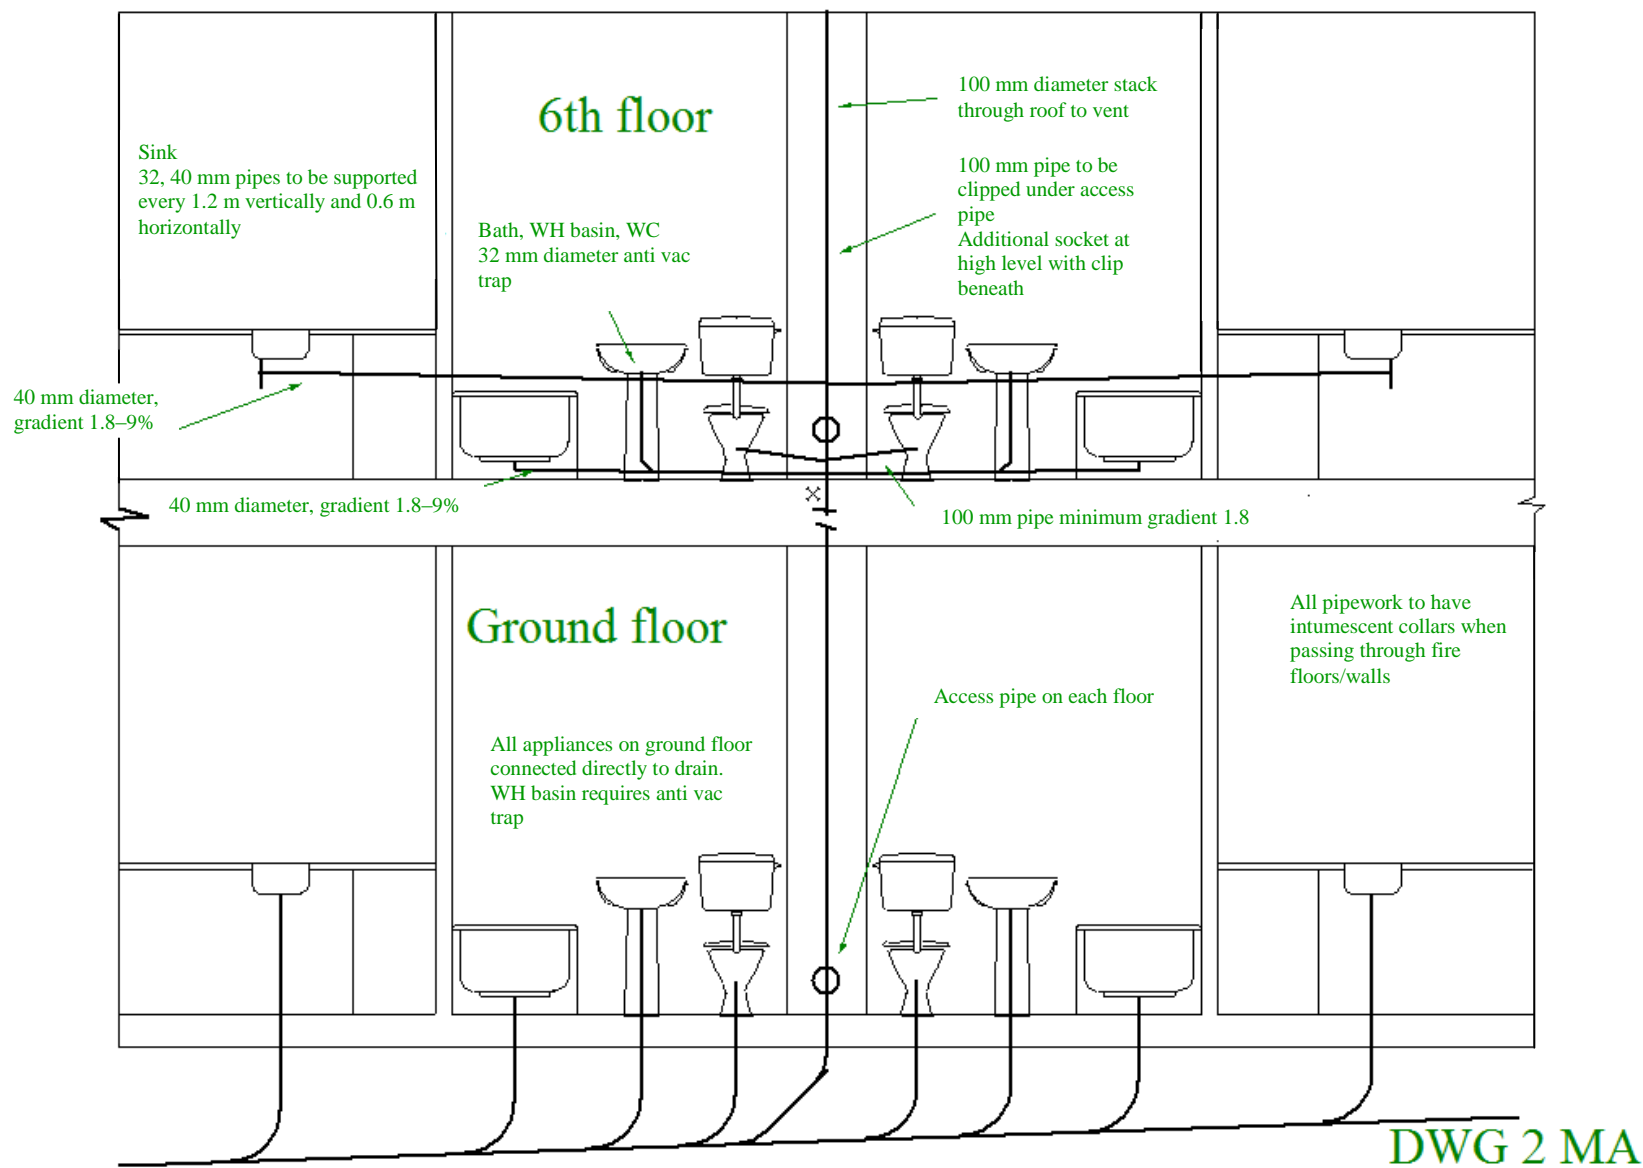 6th floor
100 mm diameter stack
through roof to vent
Sink
32, 40 mm pipes to be supported
every 1.2 m vertically and 0.6 m
horizontally
100 mm pipe to be
clipped under access
pipe
Additional socket at
high level with clip
beneath
Bath, WH basin, WC
32 mm diameter anti vac
trap
40 mm diameter,
gradient 1.8–9%
40 mm diameter, gradient 1.8–9%
100 mm pipe minimum gradient 1.8
Ground floor
All pipework to have
intumescent collars when
passing through fire
floors/walls
Access pipe on each floor
All appliances on ground floor
connected directly to drain.
WH basin requires anti vac
trap
DWG 2 MA